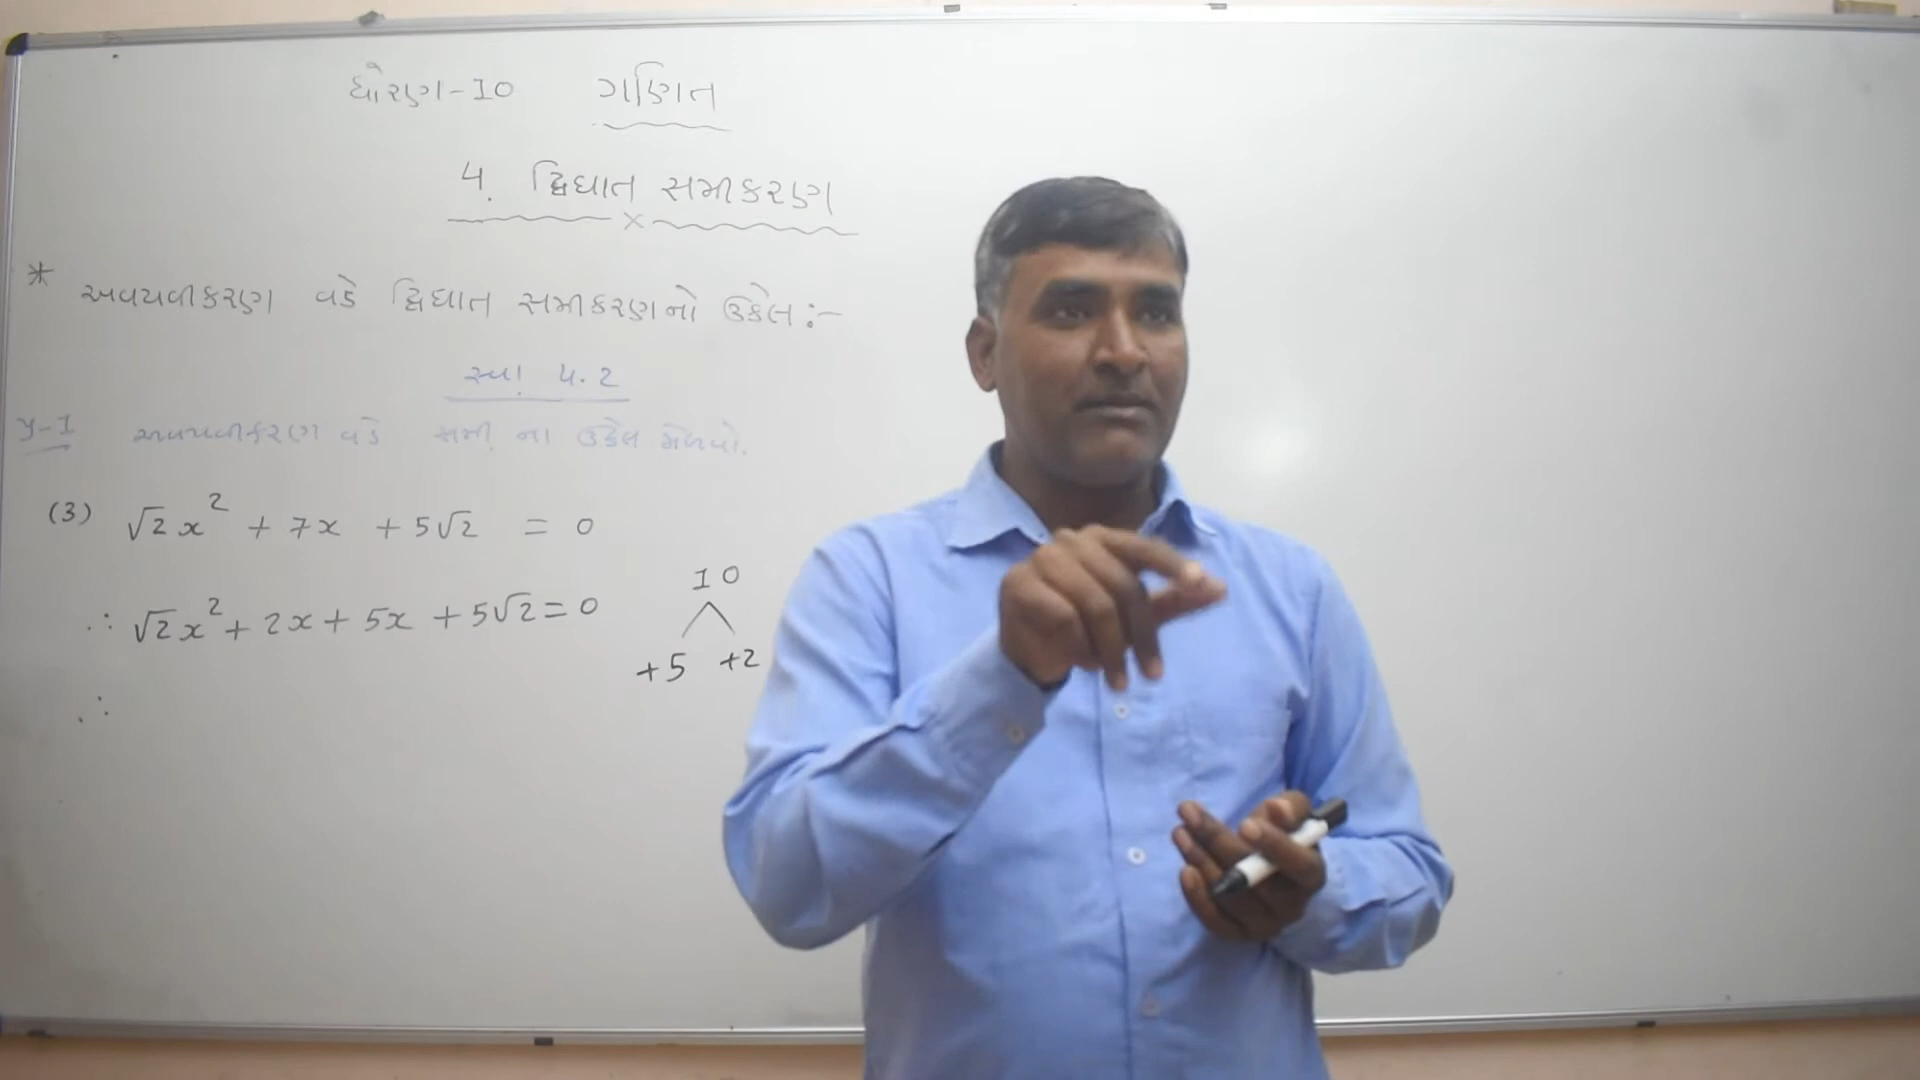 ધોરણ-10 ગણિત
4. દ્વિઘાત સમીકરણ
* અવયવીકરણ વડે દ્વિઘાત સમીકરણનો ઉકેલ :-
સ્વા. 4.2
પ્ર-1 અવયવીકરણ વડે સમી. ના ઉકેલ મેળવો.
(3) √2x² + 7x + 5√2 = 0
∴ √2x² + 2x + 5x + 5√2 = 0
10
+5 +2
∴